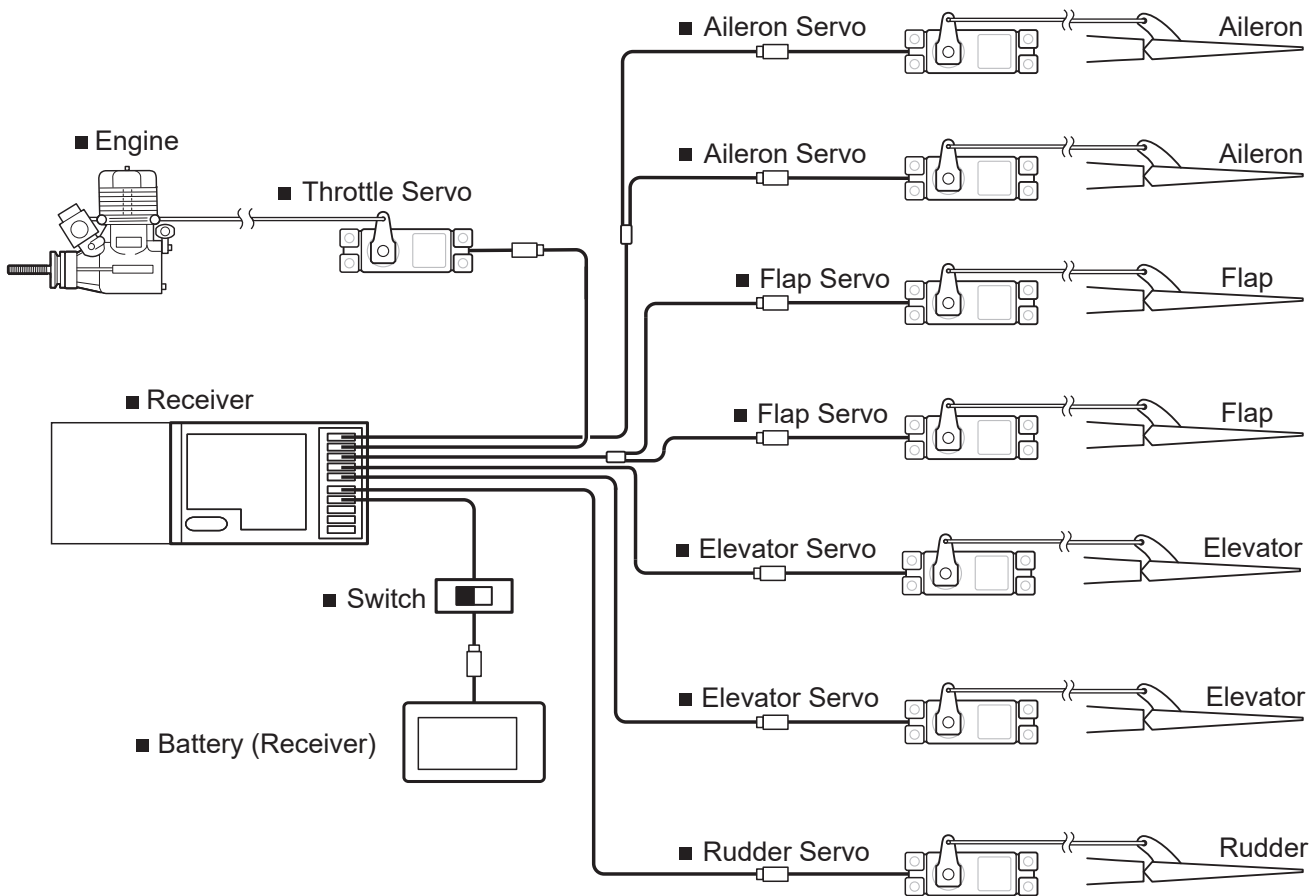 ■ Aileron Servo
Aileron
■ Engine
■ Aileron Servo
Aileron
■ Throttle Servo
■ Flap Servo
Flap
■ Receiver
■ Flap Servo
Flap
■ Elevator Servo
Elevator
■ Switch
■ Elevator Servo
Elevator
■ Battery (Receiver)
■ Rudder Servo
Rudder